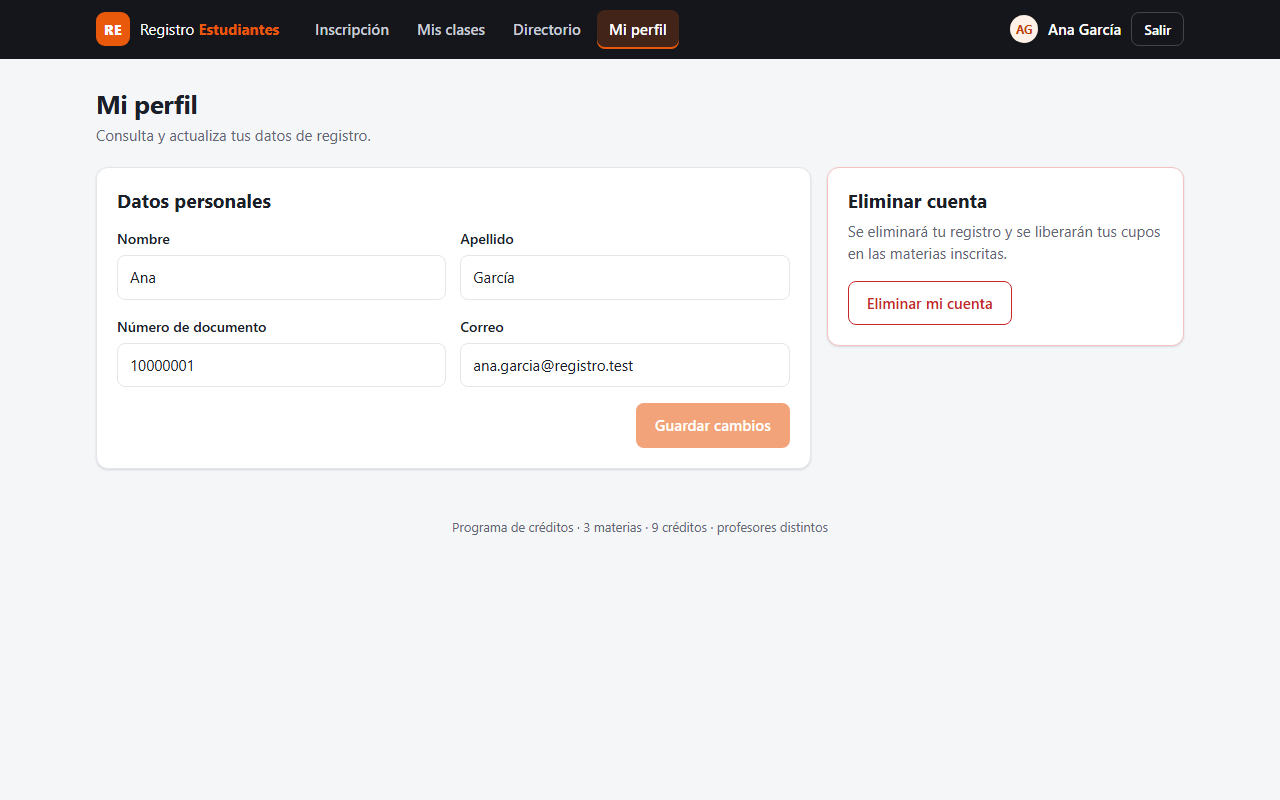 RE Registro Estudiantes Inscripción Mis clases Directorio Mi perfil AG Ana García Salir
Mi perfil
Consulta y actualiza tus datos de registro.
Datos personales
Nombre Apellido
Ana García
Número de documento Correo
10000001 ana.garcia@registro.test
Guardar cambios
Eliminar cuenta
Se eliminará tu registro y se liberarán tus cupos
en las materias inscritas.
Eliminar mi cuenta
Programa de créditos · 3 materias · 9 créditos · profesores distintos